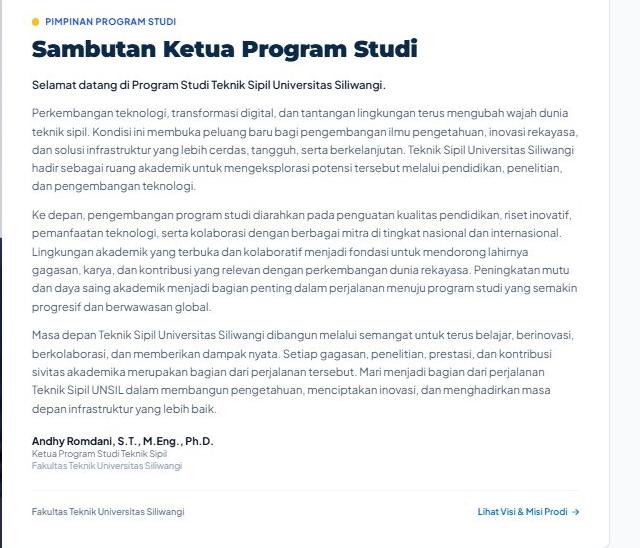 PIMPINAN PROGRAM STUDI
Sambutan Ketua Program Studi
Selamat datang di Program Studi Teknik Sipil Universitas Siliwangi.
Perkembangan teknologi, transformasi digital, dan tantangan lingkungan terus mengubah wajah dunia
teknik sipil. Kondisi ini membuka peluang baru bagi pengembangan ilmu pengetahuan, inovasi rekayasa,
dan solusi infrastruktur yang lebih cerdas, tangguh, serta berkelanjutan. Teknik Sipil Universitas Siliwangi
hadir sebagai ruang akademik untuk mengeksplorasi potensi tersebut melalui pendidikan, penelitian,
dan pengembangan teknologi.
Ke depan, pengembangan program studi diarahkan pada penguatan kualitas pendidikan, riset inovatif,
pemanfaatan teknologi, serta kolaborasi dengan berbagai mitra di tingkat nasional dan internasional.
Lingkungan akademik yang terbuka dan kolaboratif menjadi fondasi untuk mendorong lahirnya
gagasan, karya, dan kontribusi yang relevan dengan perkembangan dunia rekayasa. Peningkatan mutu
dan daya saing akademik menjadi bagian penting dalam perjalanan menuju program studi yang semakin
progresif dan berwawasan global.
Masa depan Teknik Sipil Universitas Siliwangi dibangun melalui semangat untuk terus belajar, berinovasi,
berkolaborasi, dan memberikan dampak nyata. Setiap gagasan, penelitian, prestasi, dan kontribusi
sivitas akademika merupakan bagian dari perjalanan tersebut. Mari menjadi bagian dari perjalanan
Teknik Sipil UNSIL dalam membangun pengetahuan, menciptakan inovasi, dan menghadirkan masa
depan infrastruktur yang lebih baik.
Andhy Romdani, S.T., M.Eng., Ph.D.
Ketua Program Studi Teknik Sipil
Fakultas Teknik Universitas Siliwangi
Fakultas Teknik Universitas Siliwangi
Lihat Visi & Misi Prodi →